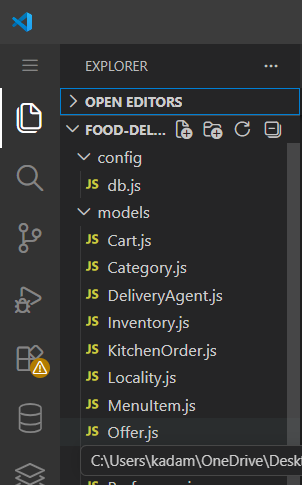 EXPLORER
OPEN EDITORS
FOOD-DEL...
config
JS db.js
models
JS Cart.js
JS Category.js
JS DeliveryAgent.js
JS Inventory.js
JS KitchenOrder.js
JS Locality.js
JS MenuItem.js
JS Offer.js
C:\Users\kadam\OneDrive\Deskt